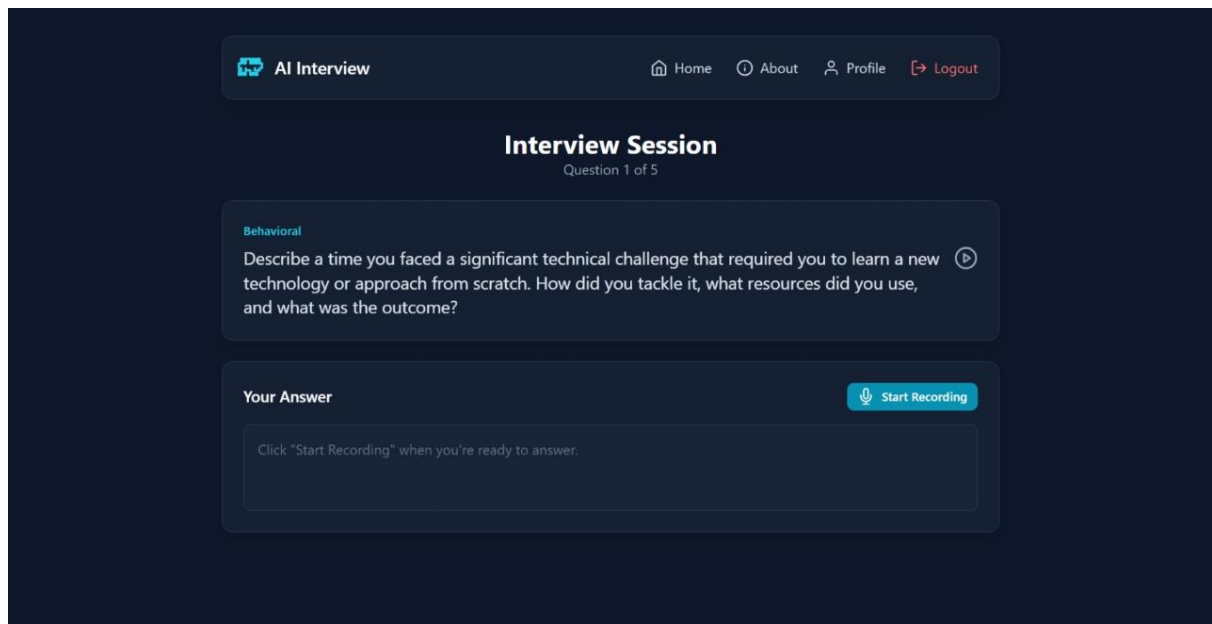 AI Interview
Home
About
Profile
Logout
Interview Session
Question 1 of 5
Behavioral
Describe a time you faced a significant technical challenge that required you to learn a new
technology or approach from scratch. How did you tackle it, what resources did you use,
and what was the outcome?
Your Answer
Start Recording
Click "Start Recording" when you're ready to answer.